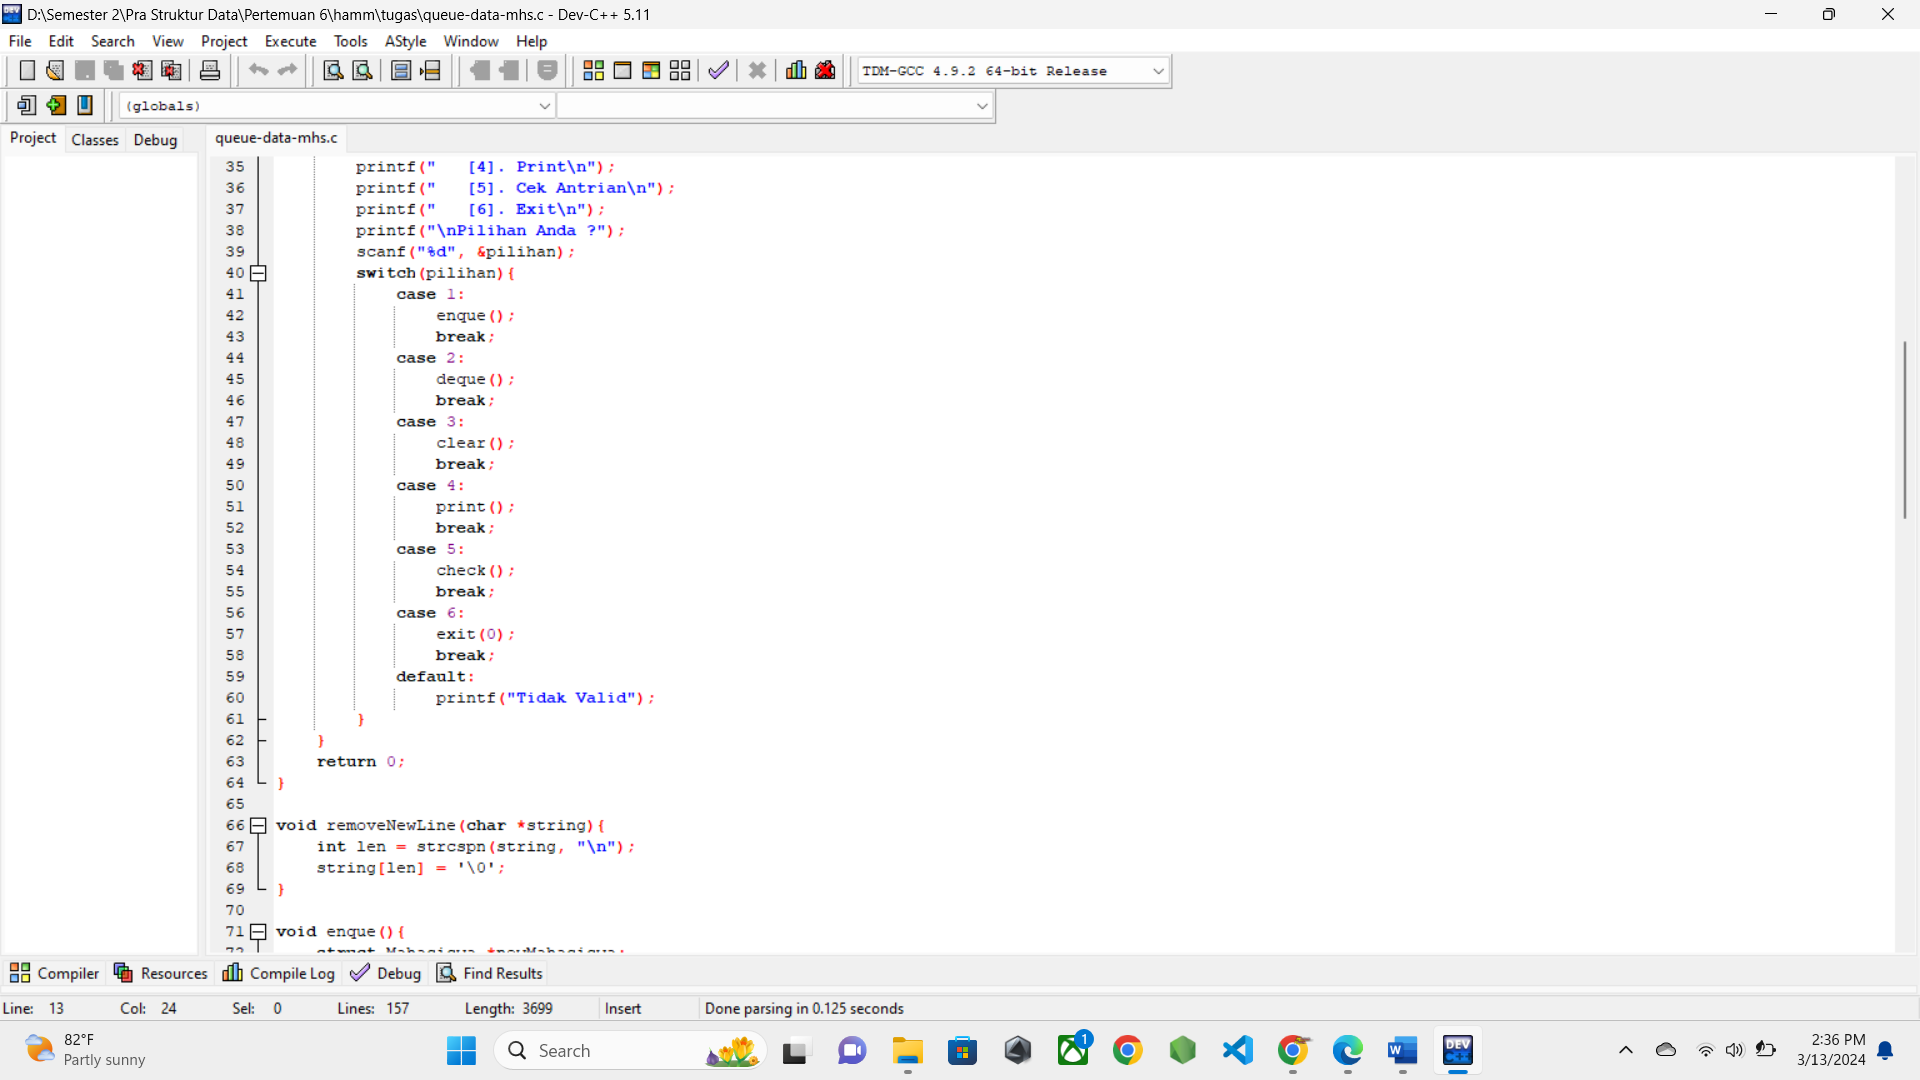 D:\Semester 2\Pra Struktur Data\Pertemuan 6\hamm\tugas\queue-data-mhs.c - Dev-C++ 5.11
File Edit Search View Project Execute Tools AStyle Window Help
TDM-GCC 4.9.2 64-bit Release
(globals)
Project Classes Debug queue-data-mhs.c
35 printf("   [4]. Print\n");
36 printf("   [5]. Cek Antrian\n");
37 printf("   [6]. Exit\n");
38 printf("\nPilihan Anda ?");
39 scanf("%d", &pilihan);
40 switch(pilihan){
41 case 1:
42 enque();
43 break;
44 case 2:
45 deque();
46 break;
47 case 3:
48 clear();
49 break;
50 case 4:
51 print();
52 break;
53 case 5:
54 check();
55 break;
56 case 6:
57 exit(0);
58 break;
59 default:
60 printf("Tidak Valid");
61 }
62 }
63 return 0;
64 }
65
66 void removeNewLine(char *string){
67 int len = strcspn(string, "\n");
68 string[len] = '\0';
69 }
70
71 void enque(){
72 struct Mahasiswa *newMahasiswa;
Compiler Resources Compile Log Debug Find Results
Line: 13 Col: 24 Sel: 0 Lines: 157 Length: 3699 Insert Done parsing in 0.125 seconds
82°F
Partly sunny
Search
1
DEV
C++
2:36 PM
3/13/2024